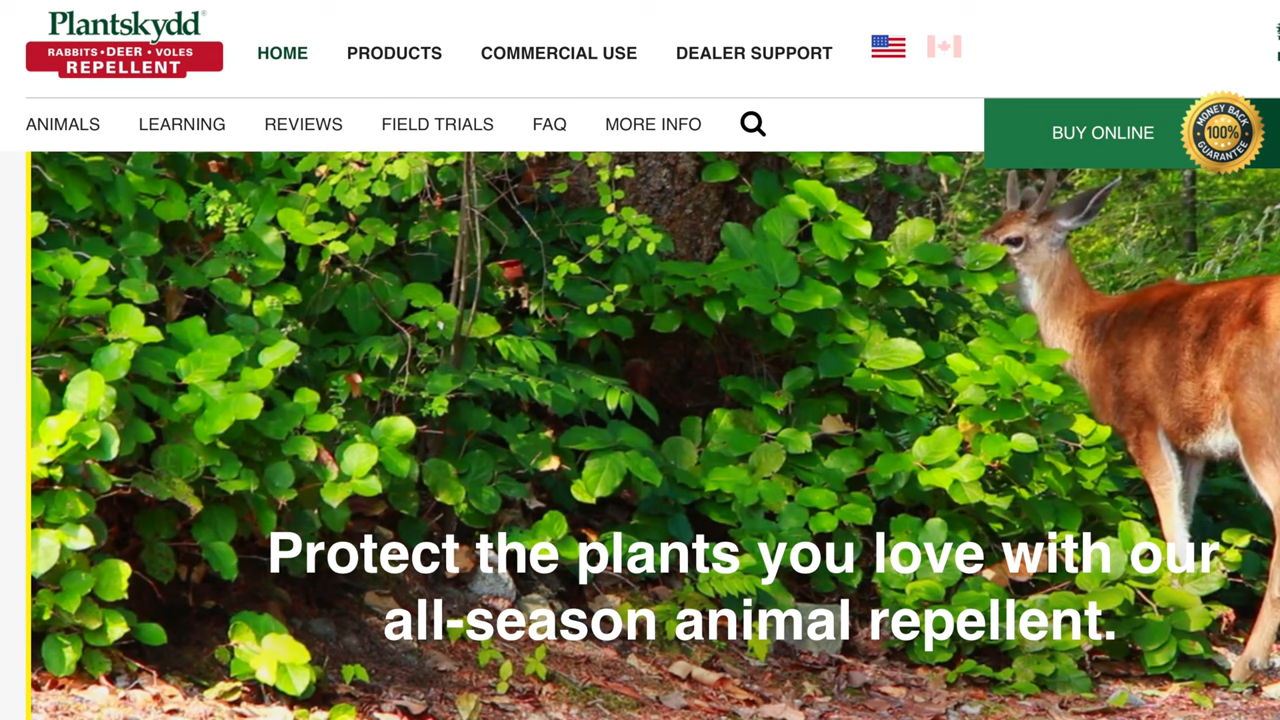 Plantskydd®
RABBITS • DEER • VOLES
REPELLENT
HOME PRODUCTS COMMERCIAL USE DEALER SUPPORT
ANIMALS LEARNING REVIEWS FIELD TRIALS FAQ MORE INFO
BUY ONLINE
MONEY BACK
100%
GUARANTEE
Protect the plants you love with our
all-season animal repellent.